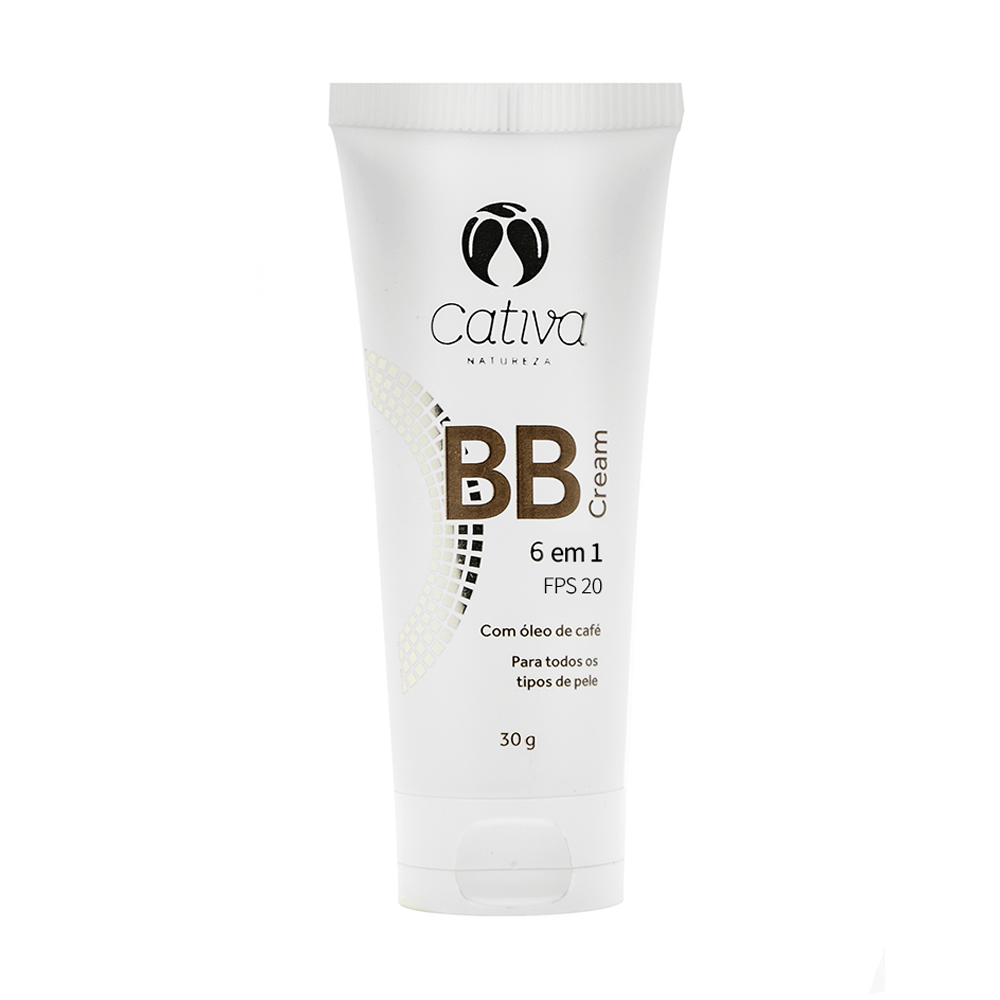 Cativa
NATUREZA
BB
Cream
6 em 1
FPS 20
Com óleo de café
Para todos os
tipos de pele
30 g